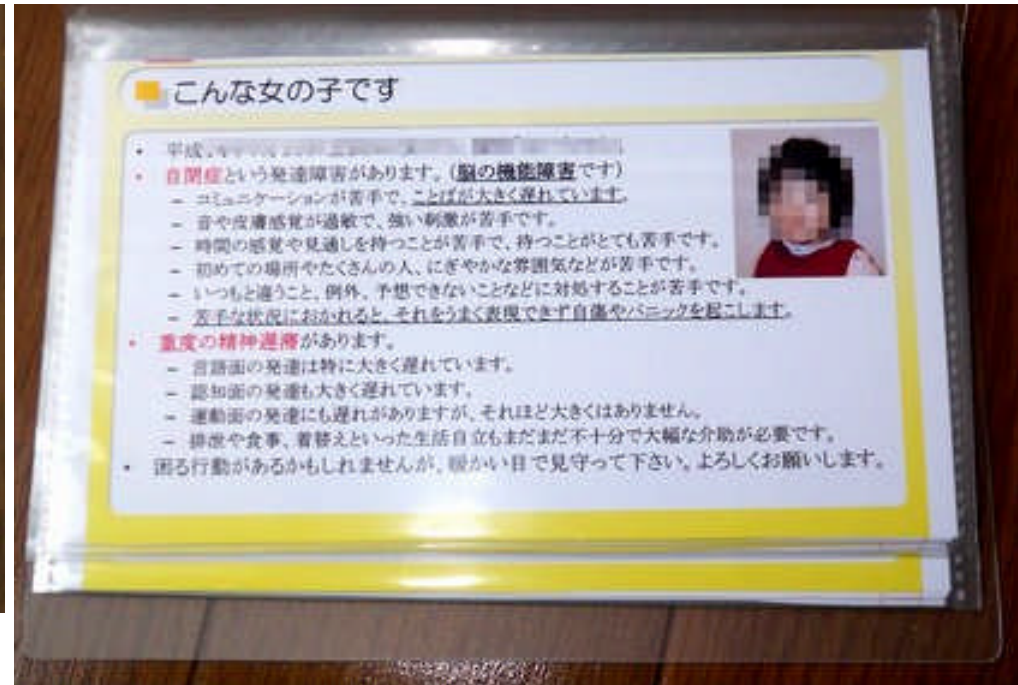 こんな女の子です
・ 平成
・ 自閉症という発達障害があります。(脳の機能障害です)
– コミュニケーションが苦手で、ことばが大きく遅れています。
– 音や皮膚感覚が過敏で、強い刺激が苦手です。
– 時間の感覚や見通しを持つことが苦手で、待つことがとても苦手です。
– 初めての場所やたくさんの人、にぎやかな雰囲気などが苦手です。
– いつもと違うこと、例外、予想できないことなどに対処することが苦手です。
– 苦手な状況におかれると、それをうまく表現できず自傷やパニックを起こします。
・ 重度の精神遅滞があります。
– 言語面の発達は特に大きく遅れています。
– 認知面の発達も大きく遅れています。
– 運動面の発達にも遅れがありますが、それほど大きくはありません。
– 排泄や食事、着替えといった生活自立もまだまだ不十分で大幅な介助が必要です。
・ 困る行動があるかもしれませんが、暖かい目で見守って下さい。よろしくお願いします。